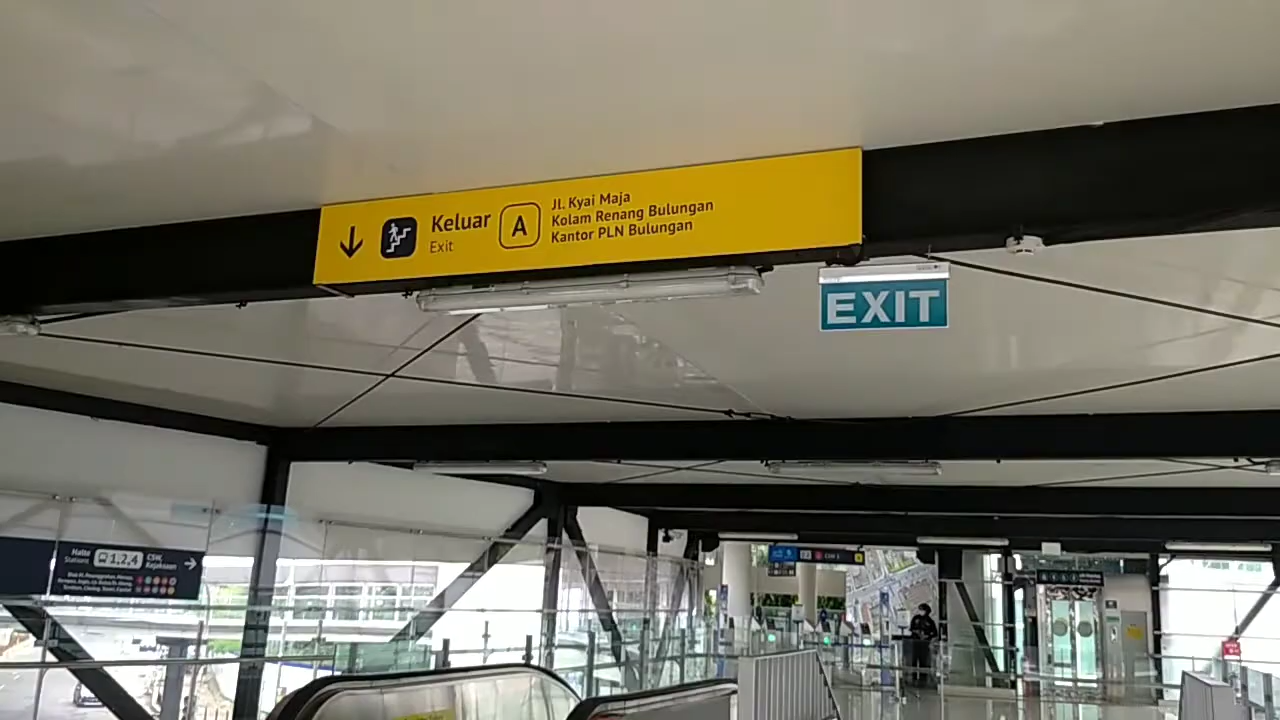 Keluar
Exit
A
Jl. Kyai Maja
Kolam Renang Bulungan
Kantor PLN Bulungan
EXIT
Halte
Stations
1.2.4
CSW,
Kejaksaan